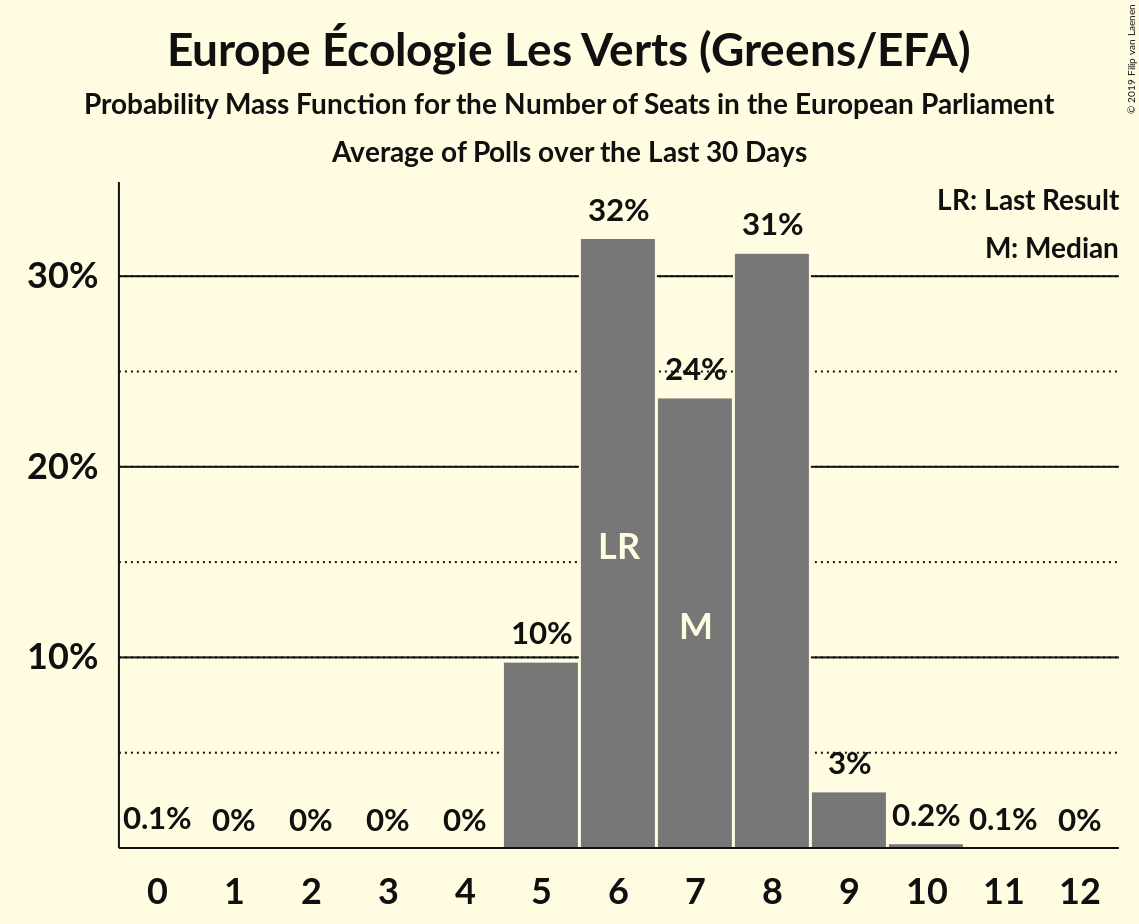 Europe Écologie Les Verts (Greens/EFA)
Probability Mass Function for the Number of Seats in the European Parliament
Average of Polls over the Last 30 Days
© 2019 Filip van Laenen
LR: Last Result
M: Median
32%
31%
30%
24%
20%
LR
M
10%
10%
3%
0.1% 0% 0% 0% 0% 0.2% 0.1% 0%
0 1 2 3 4 5 6 7 8 9 10 11 12